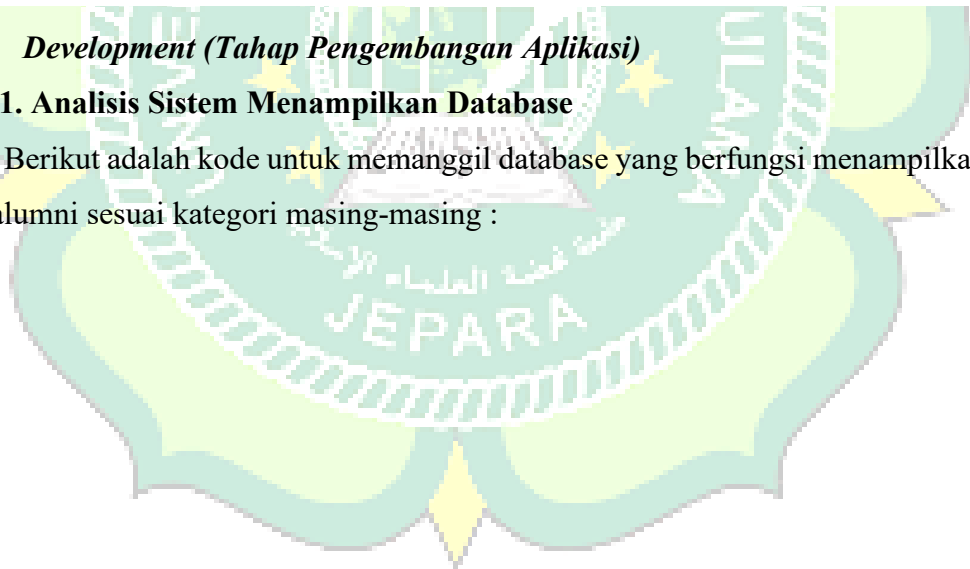 Development (Tahap Pengembangan Aplikasi)
1. Analisis Sistem Menampilkan Database
Berikut adalah kode untuk memanggil database yang berfungsi menampilka
alumni sesuai kategori masing-masing :
ULAMA
JEPARA